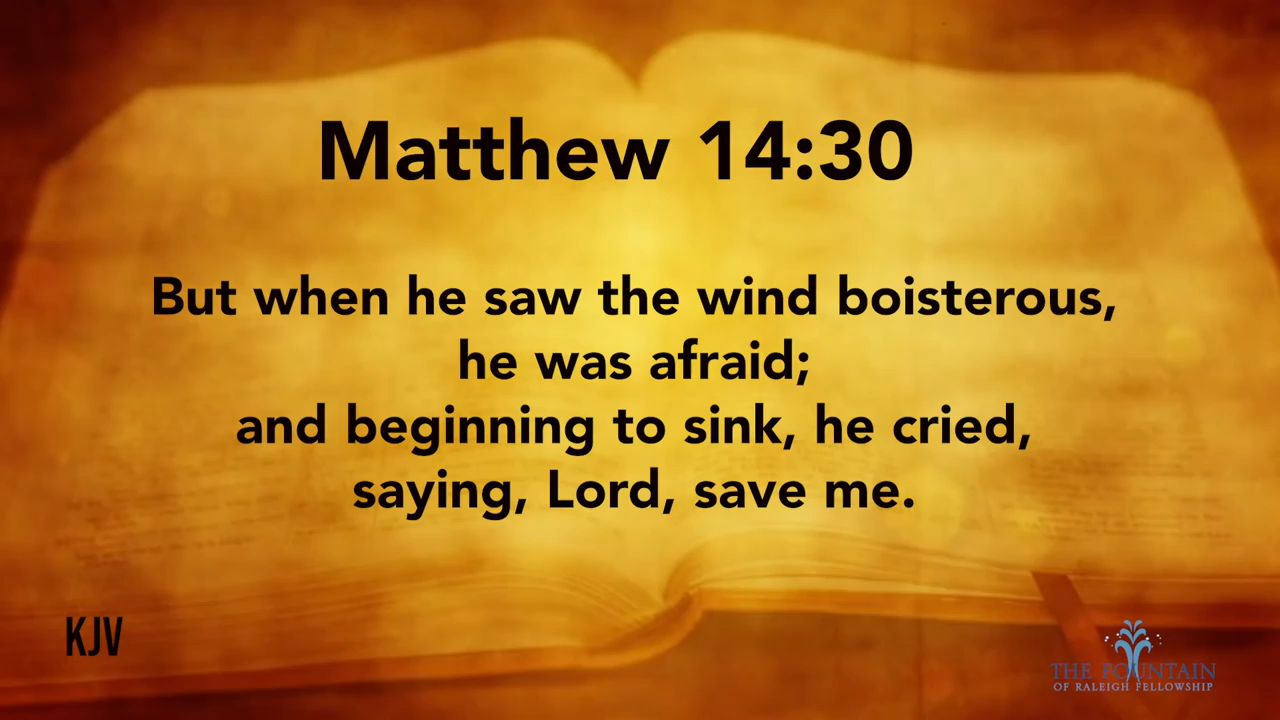 Matthew 14:30
But when he saw the wind boisterous,
he was afraid;
and beginning to sink, he cried,
saying, Lord, save me.
KJV
THE FOUNTAIN
OF RALEIGH FELLOWSHIP